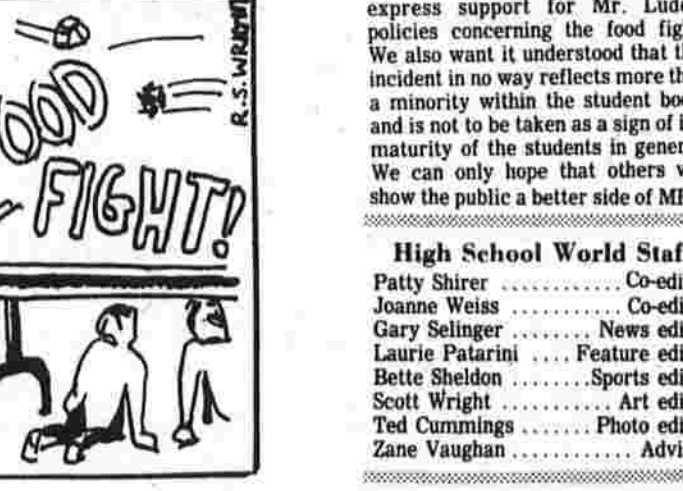 OOD
FIGHT!
R.S. WRIGHT
express support for Mr. Lude
policies concerning the food fig
We also want it understood that th
incident in no way reflects more th
a minority within the student bod
and is not to be taken as a sign of i
maturity of the students in gener
We can only hope that others w
show the public a better side of MH
High School World Staf
Patty Shirer ............ Co-edi
Joanne Weiss ........... Co-edi
Gary Selinger ........ News edi
Laurie Patarini .... Feature edi
Bette Sheldon ........Sports edi
Scott Wright ........... Art edi
Ted Cummings ....... Photo edi
Zane Vaughan ............ Advi